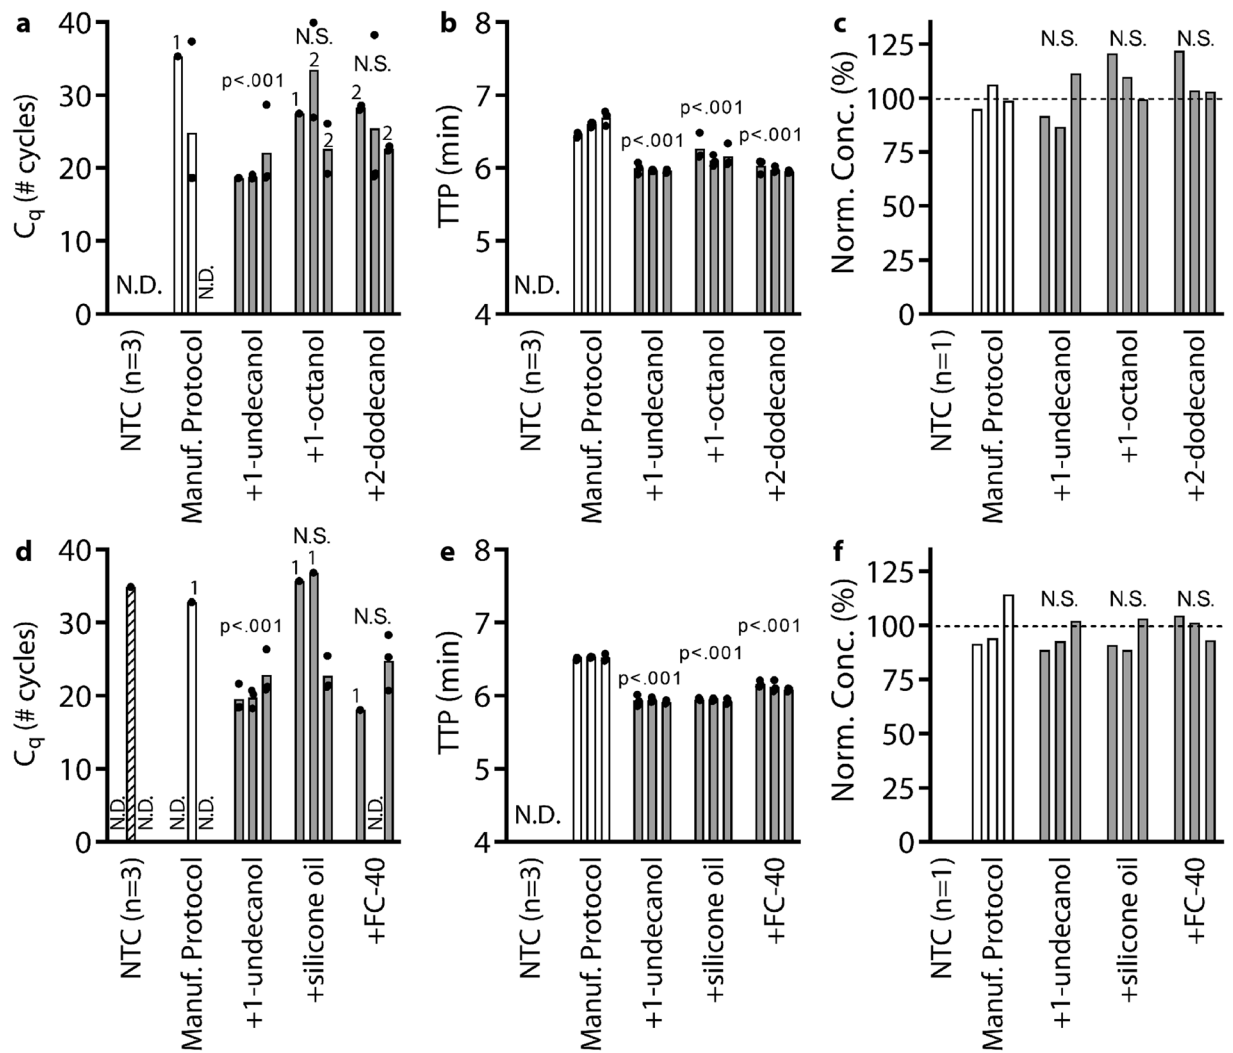 a
40
30
20
10
0
Cq (# cycles)
N.D.
1
N.D.
p<.001
1
N.S.
2
2
2
N.S.
2
NTC (n=3)
Manuf. Protocol
+1-undecanol
+1-octanol
+2-dodecanol
b
8
7
6
5
4
TTP (min)
N.D.
p<.001
p<.001
p<.001
NTC (n=3)
Manuf. Protocol
+1-undecanol
+1-octanol
+2-dodecanol
c
125
100
75
50
25
0
Norm. Conc. (%)
N.S.
N.S.
N.S.
NTC (n=1)
Manuf. Protocol
+1-undecanol
+1-octanol
+2-dodecanol
d
40
30
20
10
0
Cq (# cycles)
N.D.
N.D.
N.D.
1
N.D.
p<.001
N.S.
1
1
N.S.
1
N.D.
NTC (n=3)
Manuf. Protocol
+1-undecanol
+silicone oil
+FC-40
e
8
7
6
5
4
TTP (min)
N.D.
p<.001
p<.001
p<.001
NTC (n=3)
Manuf. Protocol
+1-undecanol
+silicone oil
+FC-40
f
125
100
75
50
25
0
Norm. Conc. (%)
N.S.
N.S.
N.S.
NTC (n=1)
Manuf. Protocol
+1-undecanol
+silicone oil
+FC-40